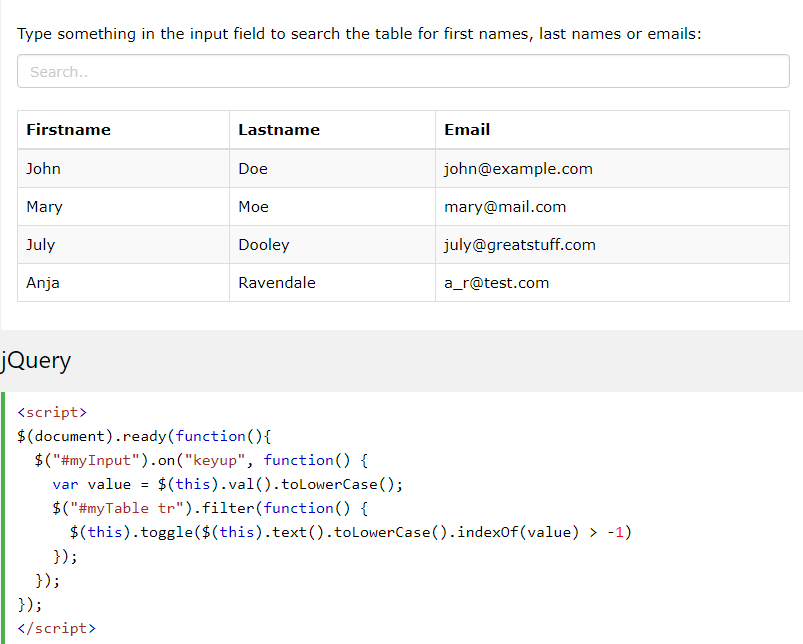 Type something in the input field to search the table for first names, last names or emails:
Search..
Firstname Lastname Email
John Doe john@example.com
Mary Moe mary@mail.com
July Dooley july@greatstuff.com
Anja Ravendale a_r@test.com
jQuery
<script>
$(document).ready(function(){
  $("#myInput").on("keyup", function() {
    var value = $(this).val().toLowerCase();
    $("#myTable tr").filter(function() {
      $(this).toggle($(this).text().toLowerCase().indexOf(value) > -1)
    });
  });
});
</script>